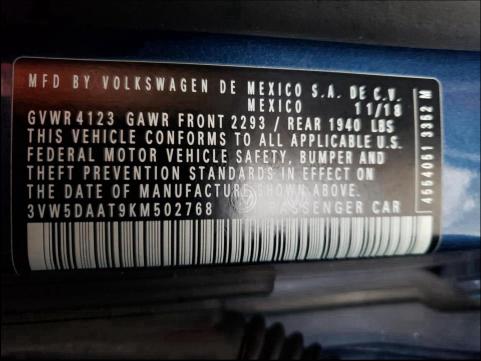 MFD BY VOLKSWAGEN DE MEXICO S.A. DE C.V.
MEXICO 11/18
GVWR 4123 GAWR FRONT 2293 / REAR 1940 LBS
THIS VEHICLE CONFORMS TO ALL APPLICABLE U.S.
FEDERAL MOTOR VEHICLE SAFETY, BUMPER AND
THEFT PREVENTION STANDARDS IN EFFECT ON
THE DATE OF MANUFACTURE SHOWN ABOVE.
3VW5DAAT9KM502768 PASSENGER CAR
4554051 3352 M